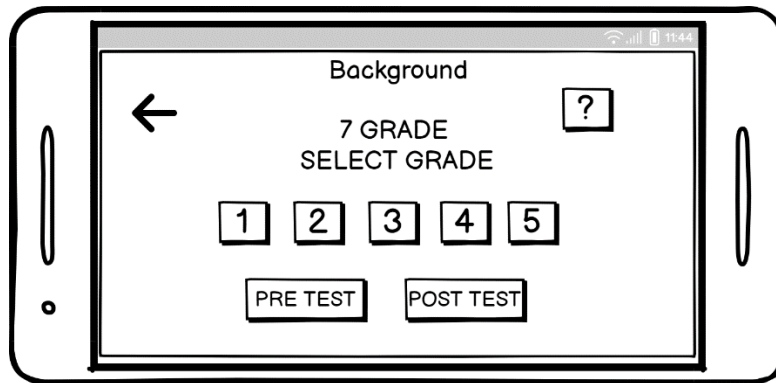 11:44
Background
?
7 GRADE
SELECT GRADE
1 2 3 4 5
PRE TEST POST TEST